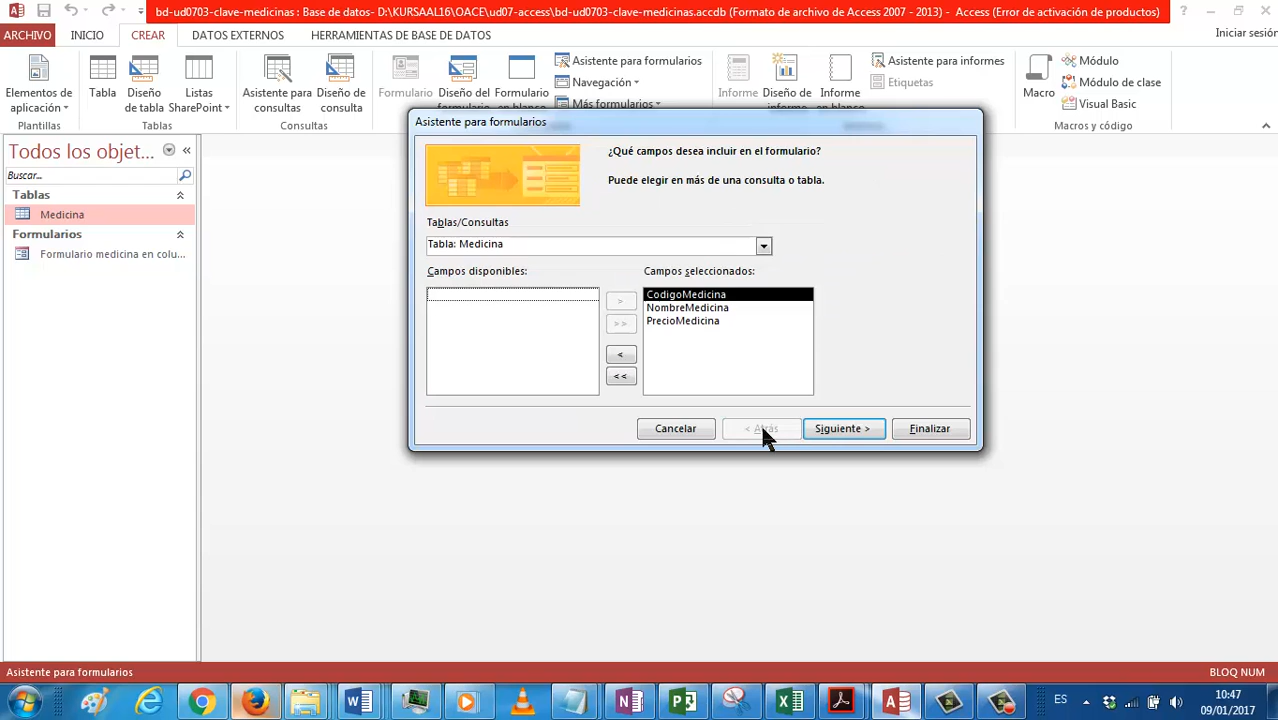 bd-ud0703-clave-medicinas : Base de datos- D:\KURSAAL16\OACE\ud07-access\bd-ud0703-clave-medicinas.accdb (Formato de archivo de Access 2007 - 2013) - Access (Error de activación de productos)
ARCHIVO INICIO CREAR DATOS EXTERNOS HERRAMIENTAS DE BASE DE DATOS Iniciar sesión
Elementos de aplicación
Tabla
Diseño de tabla
Listas SharePoint
Asistente para consultas
Diseño de consulta
Formulario
Diseño del formulario
Formulario en blanco
Asistente para formularios
Navegación
Más formularios
Informe
Diseño de informe
Informe en blanco
Asistente para informes
Etiquetas
Macro
Módulo
Módulo de clase
Visual Basic
Plantillas Tablas Consultas Macros y código
Todos los objet...
Buscar...
Tablas
Medicina
Formularios
Formulario medicina en colu...
Asistente para formularios
¿Qué campos desea incluir en el formulario?
Puede elegir en más de una consulta o tabla.
Tablas/Consultas
Tabla: Medicina
Campos disponibles: Campos seleccionados:
CodigoMedicina
NombreMedicina
PrecioMedicina
>
>>
<
<<
Cancelar < Atrás Siguiente > Finalizar
Asistente para formularios BLOQ NUM
ES
10:47
09/01/2017